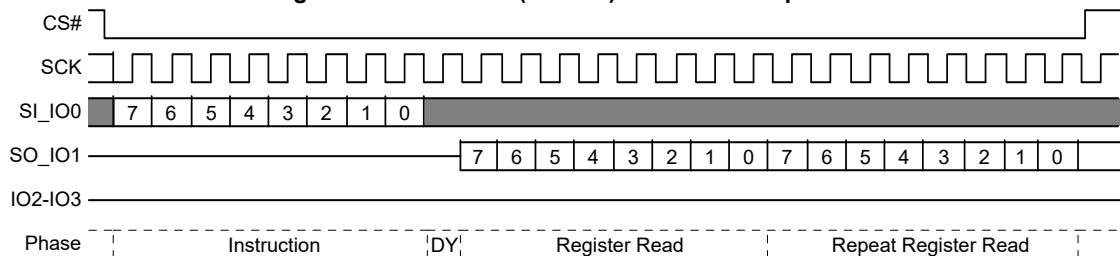 CS#
SCK
SI_IO0 7 6 5 4 3 2 1 0
SO_IO1 7 6 5 4 3 2 1 0 7 6 5 4 3 2 1 0
IO2-IO3
Phase Instruction DY Register Read Repeat Register Read